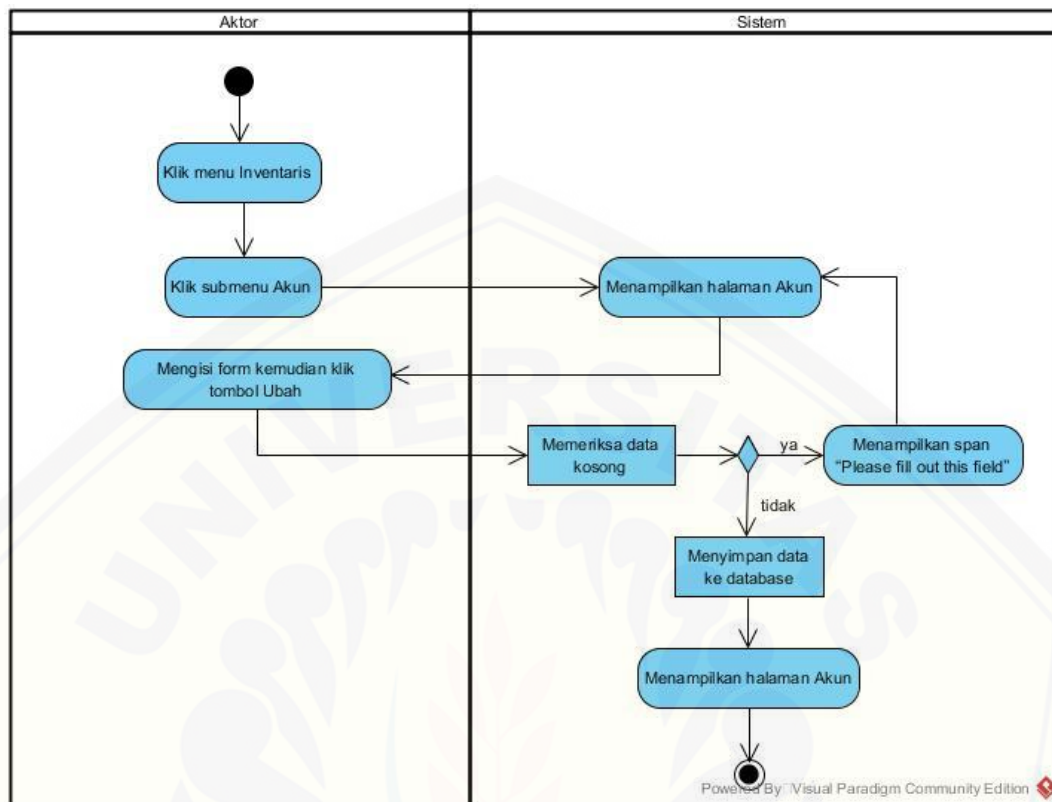 Aktor
Sistem
Klik menu Inventaris
Klik submenu Akun
Menampilkan halaman Akun
Mengisi form kemudian klik
tombol Ubah
Memeriksa data
kosong
ya
Menampilkan span
"Please fill out this field"
tidak
Menyimpan data
ke database
Menampilkan halaman Akun
UNIVERSITAS
Powered By Visual Paradigm Community Edition